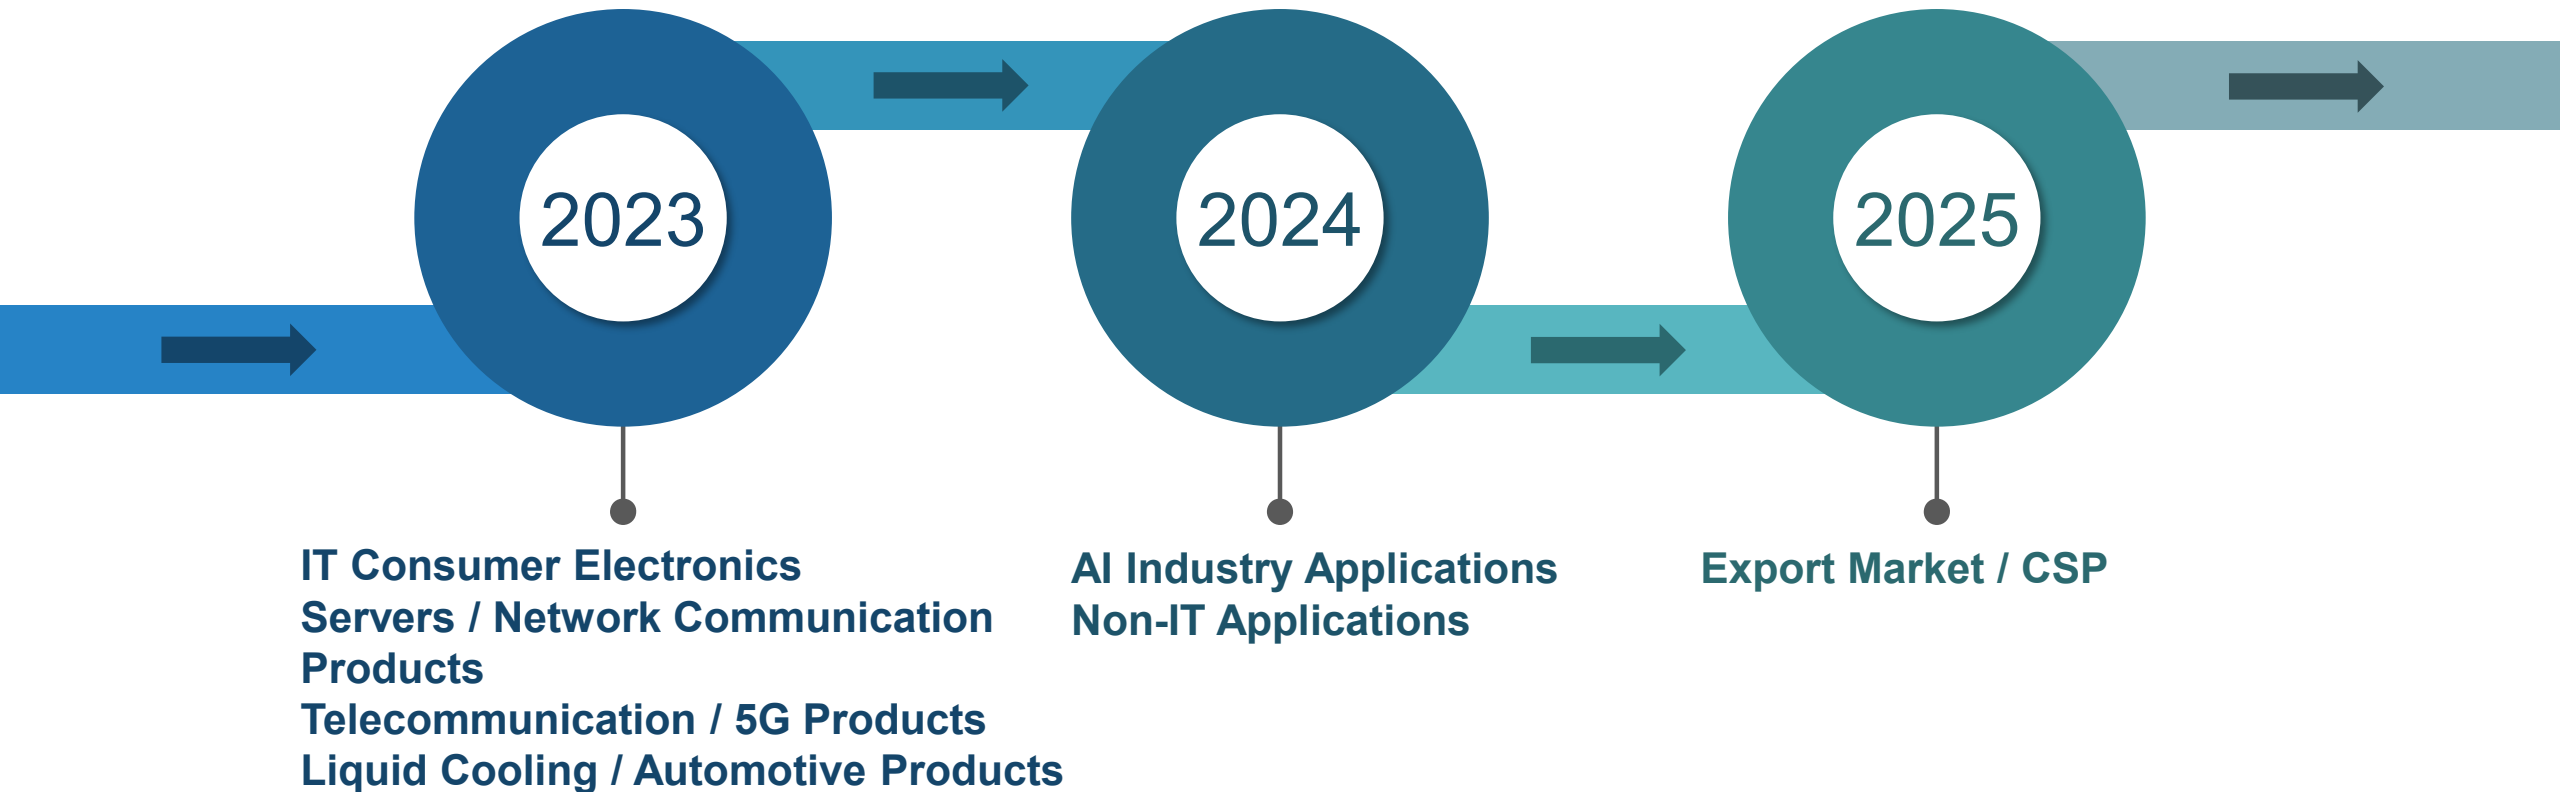 2023
2024
2025
IT Consumer Electronics
Servers / Network Communication
Products
Telecommunication / 5G Products
Liquid Cooling / Automotive Products
AI Industry Applications
Non-IT Applications
Export Market / CSP